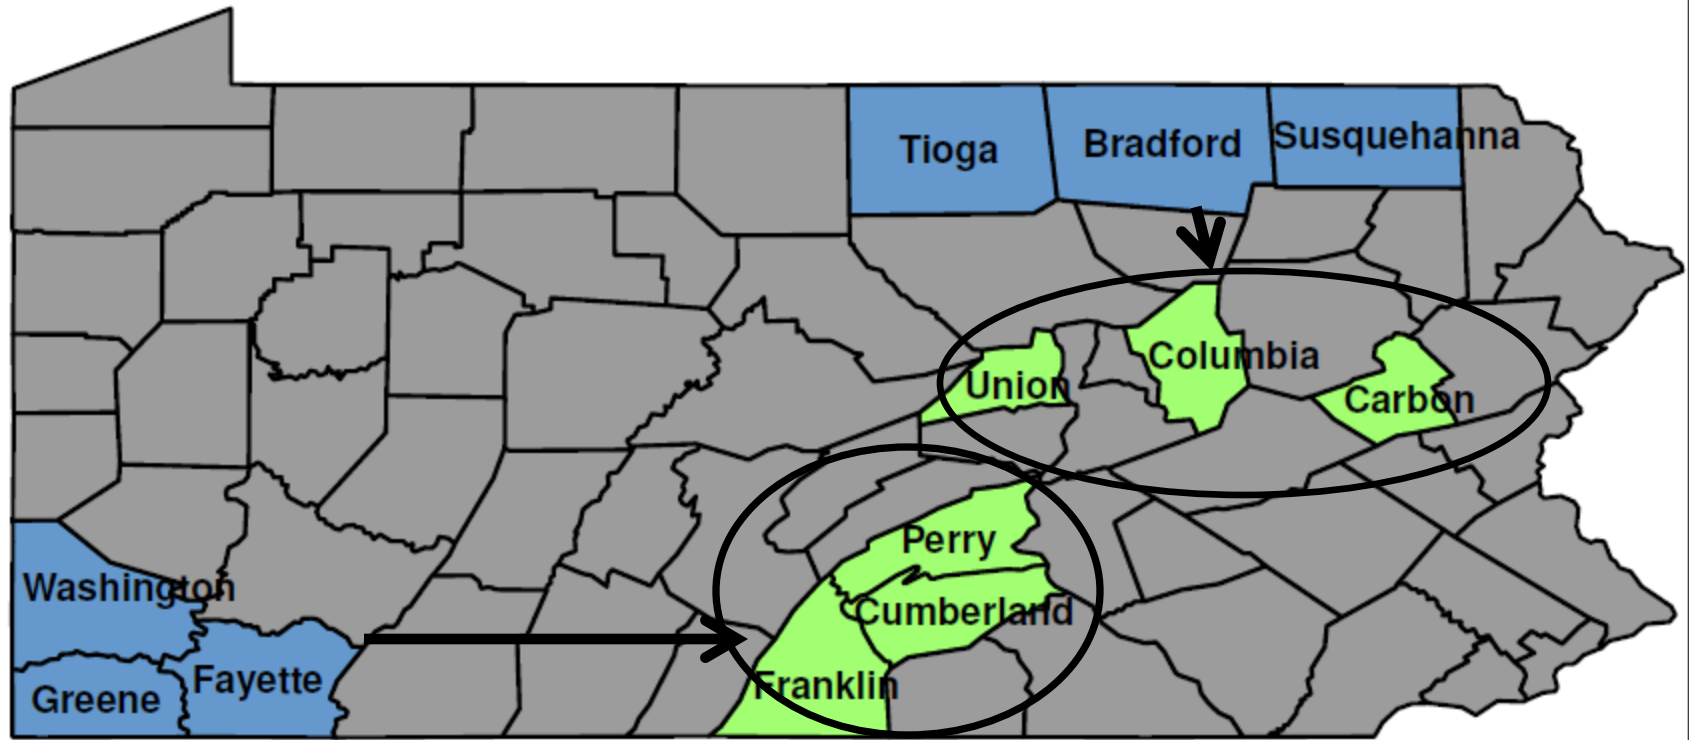 Tioga
Bradford
Susquehanna
Columbia
Union
Carbon
Perry
Washington
Cumberland
Fayette
Franklin
Greene